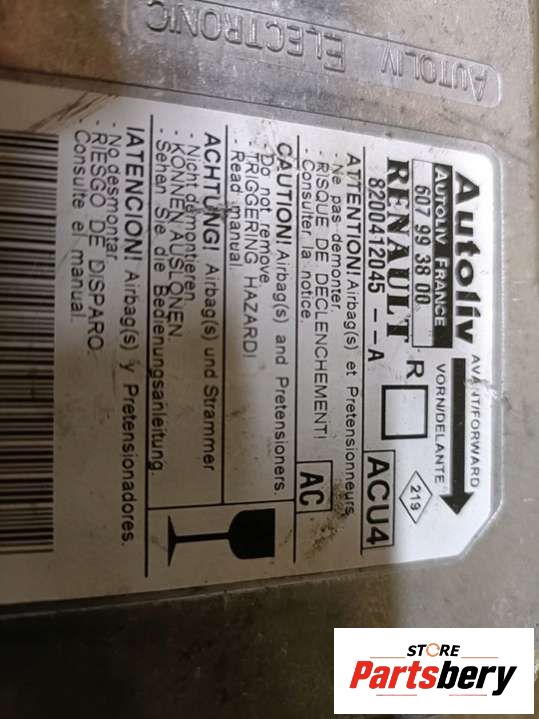 AUTOLIV ELECTRONIC
Autoliv
AUTOLIV FRANCE
607 99 38 00
AVANT/FORWARD
VORN/DELANTE
RENAULT
R
219
8200412045 - - A
ACU4
ATTENTION! Airbag(s) et Pretensionneurs
- Ne pas demonter.
- RISQUE DE DECLENCHEMENT!
- Consulter la notice.
AC
CAUTION! Airbag(s) and Pretensioners.
- Do not remove.
- TRIGGERING HAZARD!
- Read manual.
ACHTUNG! Airbag(s) und Strammer
- Nicht demontieren.
- KÖNNEN AUSLÖNEN.
- Sehen Sie die Bedienungsanleitung.
!ATENCION! Airbag(s) y Pretensionadores.
- No desmontar.
- RIESGO DE DISPARO.
- Consulte el manual.
STORE
Partsbery